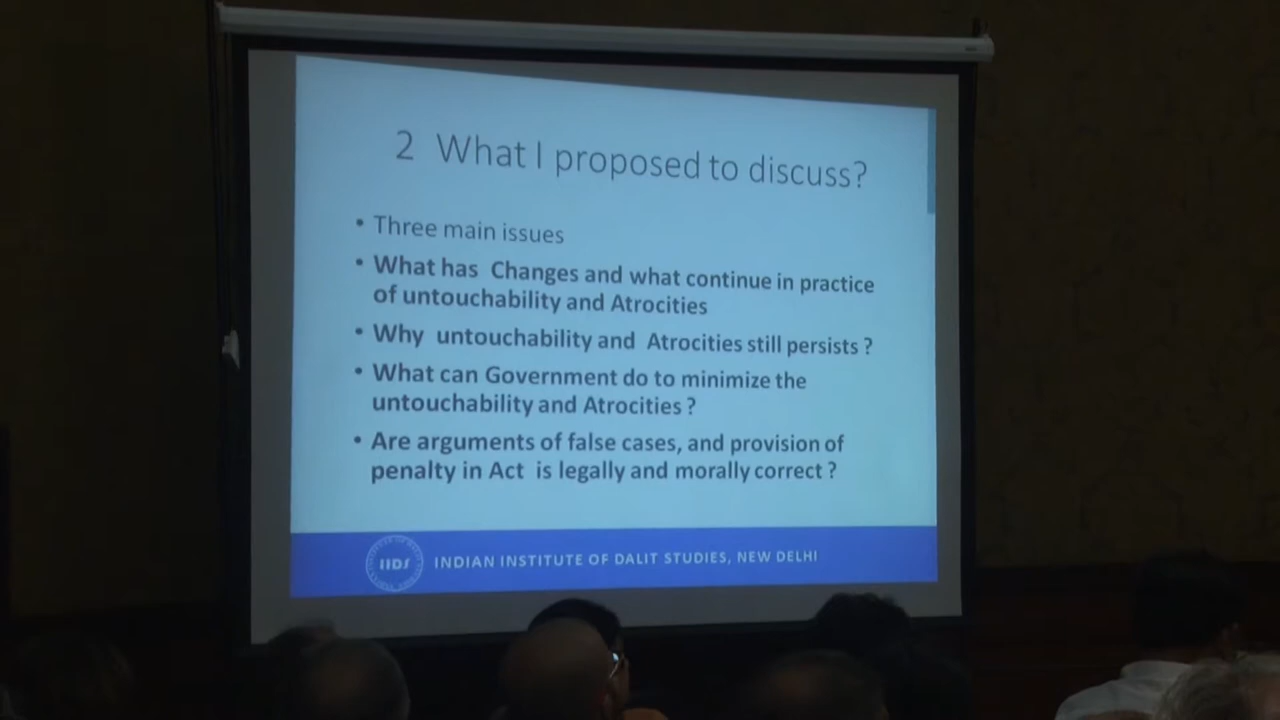 2 What I proposed to discuss?
• Three main issues
• What has Changes and what continue in practice
of untouchability and Atrocities
• Why untouchability and Atrocities still persists ?
• What can Government do to minimize the
untouchability and Atrocities ?
• Are arguments of false cases, and provision of
penalty in Act is legally and morally correct ?
IIDS
INDIAN INSTITUTE OF DALIT STUDIES, NEW DELHI